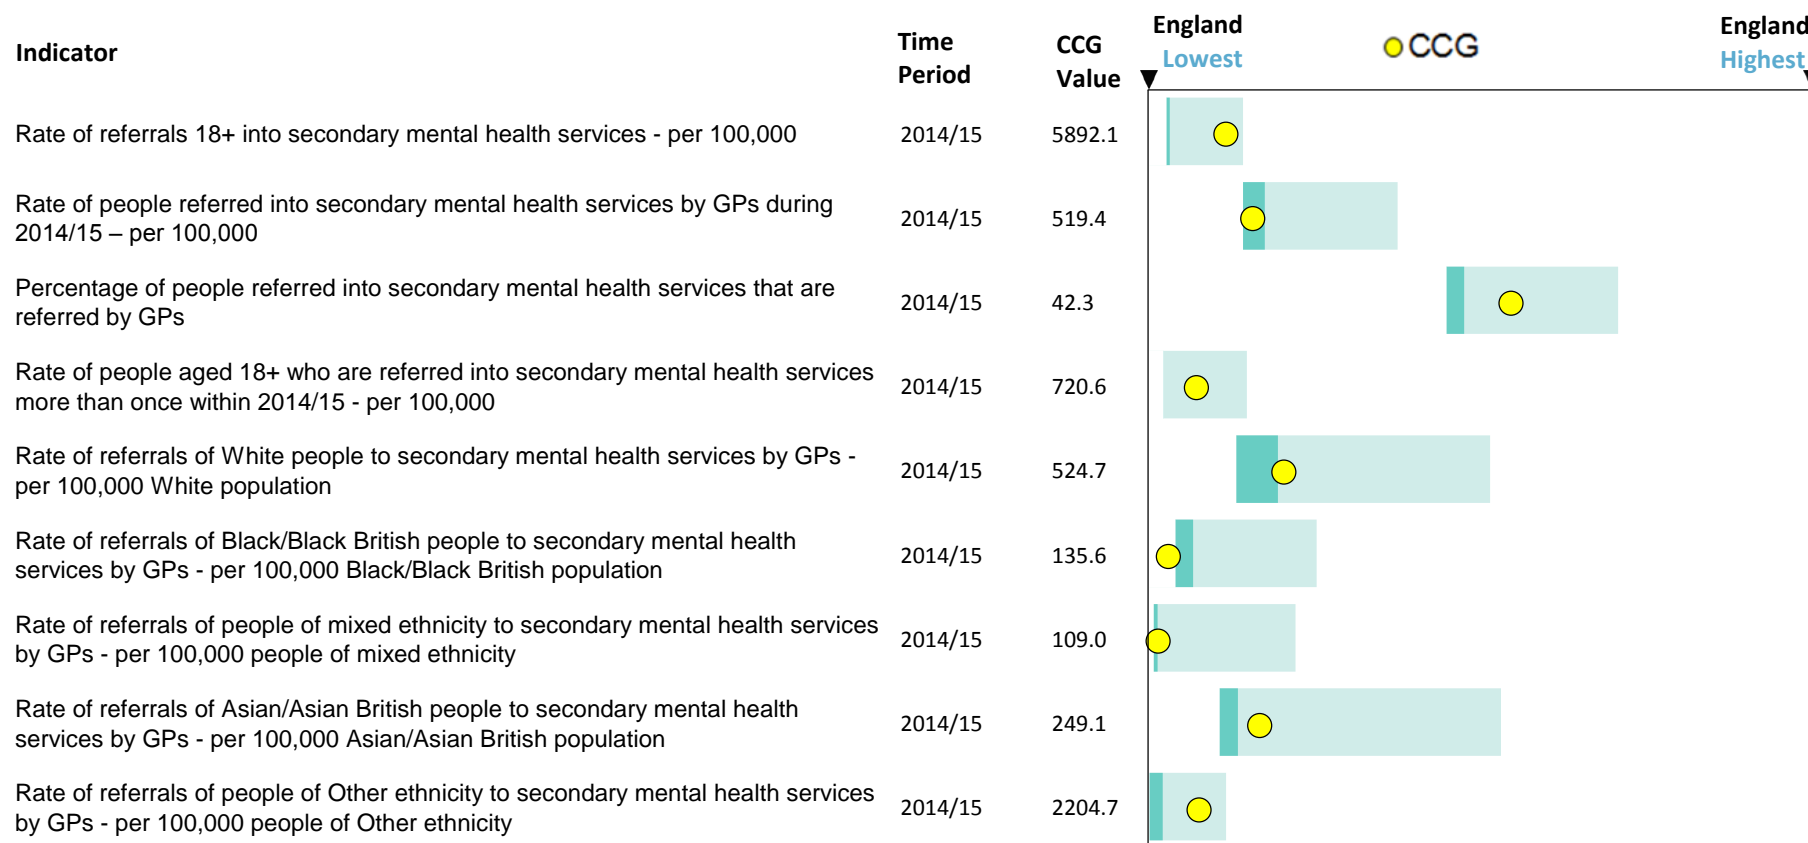 Indicator
Time Period
CCG Value
England Lowest
CCG
England Highest
Rate of referrals 18+ into secondary mental health services - per 100,000
2014/15
5892.1
Rate of people referred into secondary mental health services by GPs during
2014/15 – per 100,000
2014/15
519.4
Percentage of people referred into secondary mental health services that are
referred by GPs
2014/15
42.3
Rate of people aged 18+ who are referred into secondary mental health services
more than once within 2014/15 - per 100,000
2014/15
720.6
Rate of referrals of White people to secondary mental health services by GPs -
per 100,000 White population
2014/15
524.7
Rate of referrals of Black/Black British people to secondary mental health
services by GPs - per 100,000 Black/Black British population
2014/15
135.6
Rate of referrals of people of mixed ethnicity to secondary mental health services
by GPs - per 100,000 people of mixed ethnicity
2014/15
109.0
Rate of referrals of Asian/Asian British people to secondary mental health
services by GPs - per 100,000 Asian/Asian British population
2014/15
249.1
Rate of referrals of people of Other ethnicity to secondary mental health services
by GPs - per 100,000 people of Other ethnicity
2014/15
2204.7